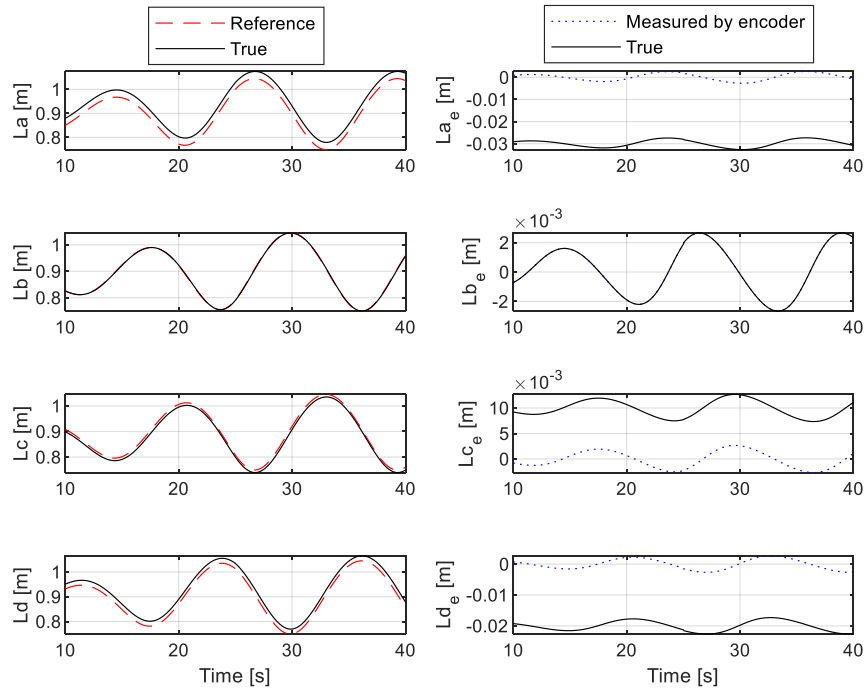 Reference
True
Measured by encoder
True
La [m]
1
0.9
0.8
10 20 30 40
La_e [m]
0
-0.01
-0.02
-0.03
10 20 30 40
Lb [m]
1
0.9
0.8
10 20 30 40
× 10^-3
Lb_e [m]
2
0
-2
10 20 30 40
Lc [m]
1
0.9
0.8
10 20 30 40
× 10^-3
Lc_e [m]
10
5
0
10 20 30 40
Ld [m]
1
0.9
0.8
10 20 30 40
Time [s]
Ld_e [m]
0
-0.01
-0.02
10 20 30 40
Time [s]